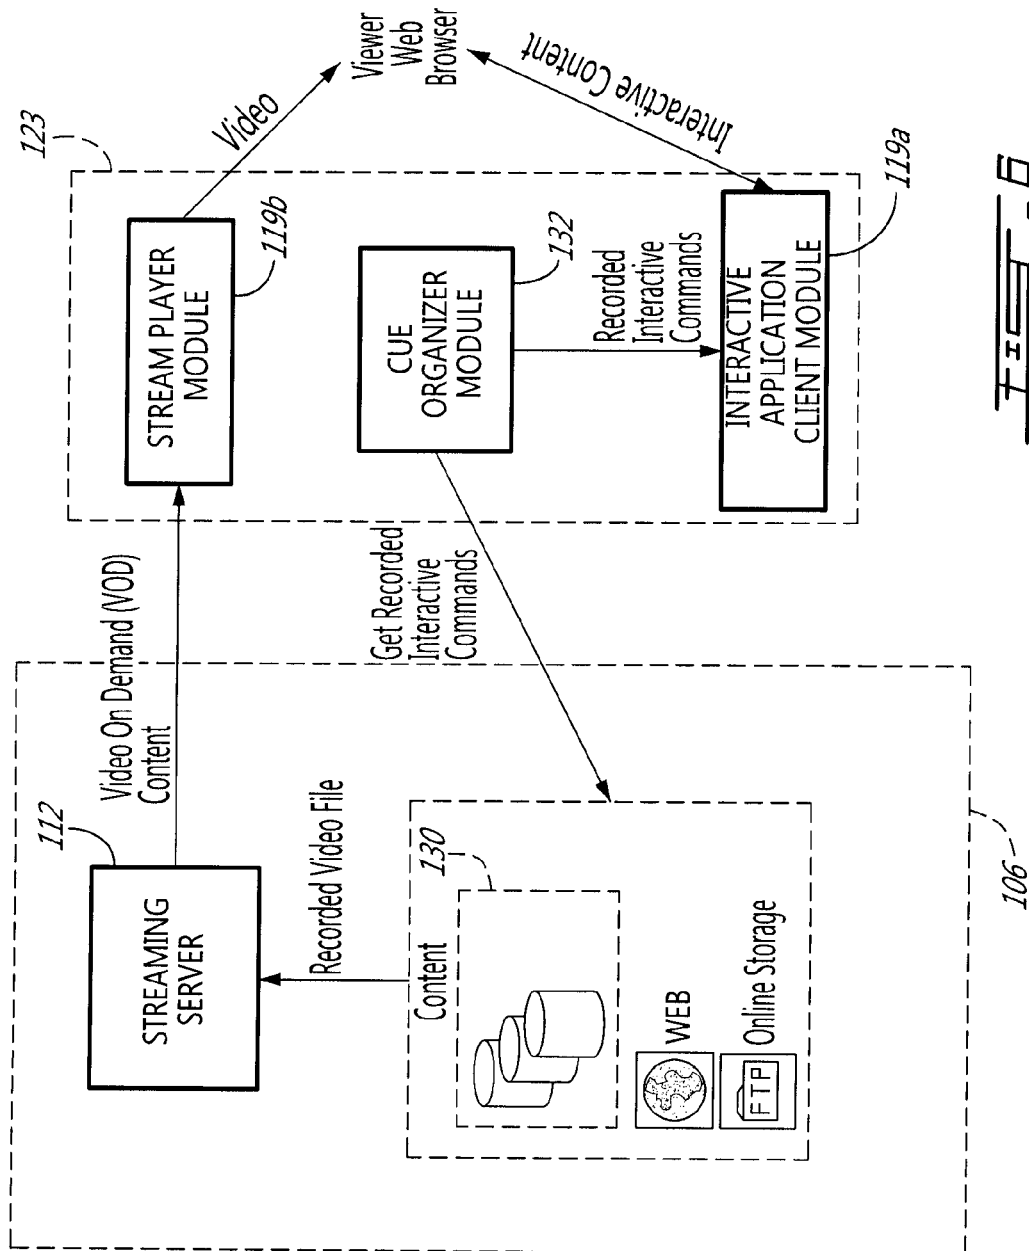 123
Video
Viewer
Web
Browser
Interactive Content
STREAM PLAYER
MODULE
119b
CUE
ORGANIZER
MODULE
132
Recorded
Interactive
Commands
INTERACTIVE
APPLICATION
CLIENT MODULE
119a
Video On Demand (VOD)
Content
Get Recorded
Interactive
Commands
112
STREAMING
SERVER
Recorded Video File
Content
130
WEB
FTP
Online Storage
106
FIG. 6